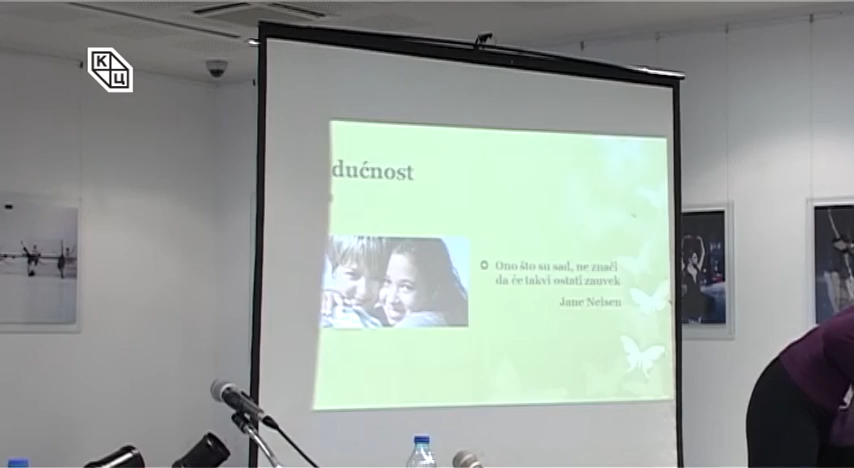 К
Ц
dućnost
Ono što su sad, ne znači
da će takvi ostati zauvek
Jane Nelsen